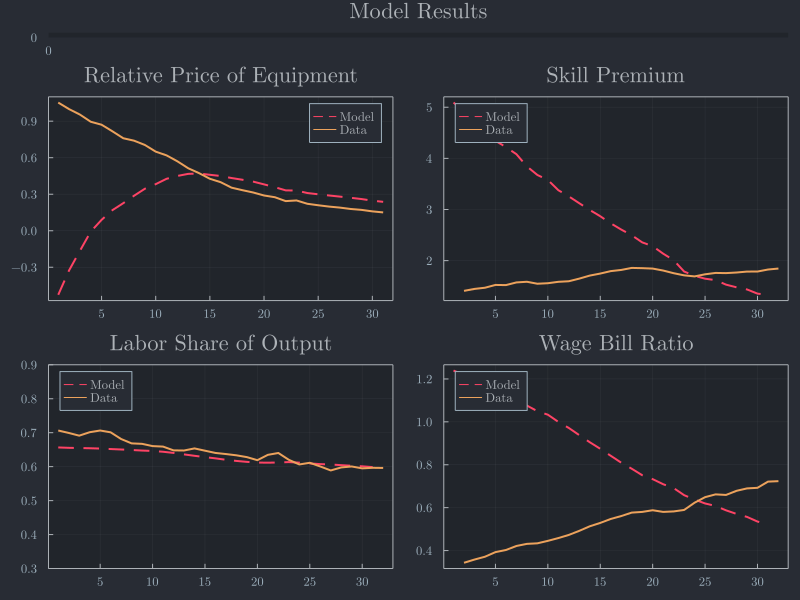 Model Results
0
0
Relative Price of Equipment
Model
Data
0.9
0.6
0.3
0.0
−0.3
5 10 15 20 25 30
Skill Premium
Model
Data
5
4
3
2
5 10 15 20 25 30
Labor Share of Output
Model
Data
0.9
0.8
0.7
0.6
0.5
0.4
0.3
5 10 15 20 25 30
Wage Bill Ratio
Model
Data
1.2
1.0
0.8
0.6
0.4
5 10 15 20 25 30